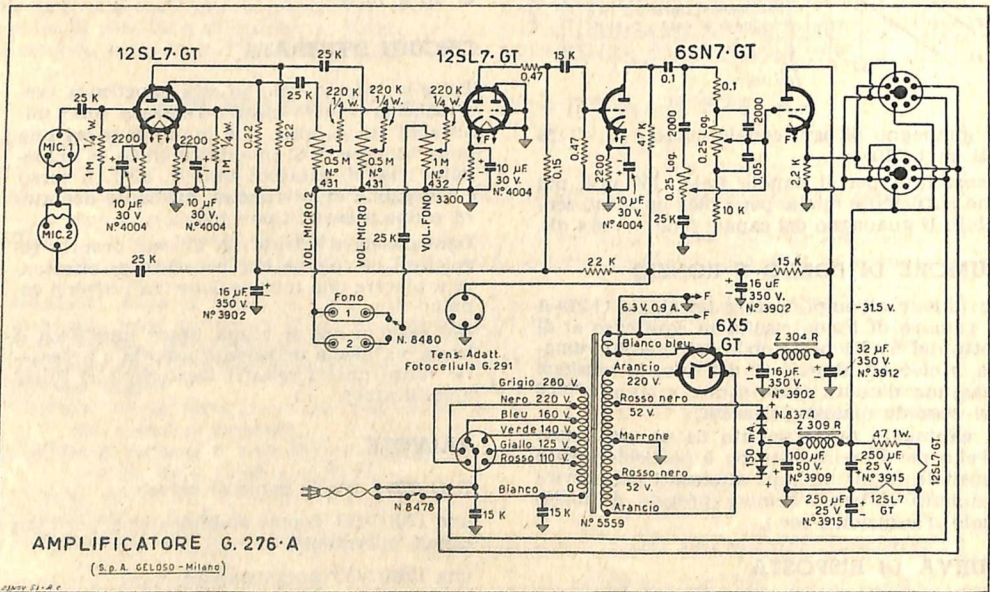 12SL7·GT
12SL7·GT
6SN7·GT
25 K
25 K
15 K
0,47
0.1
0.1
25 K
220 K
1/4 W.
220 K
1/4 W.
220 K
1/4 W.
25 K
1/4 W.
1 M
2200
F
2200
1/4 W.
1 M
0.22
0.22
0.5 M
N°
431
0.5 M
N°
431
1 M
N°
432
F
3300
10 µF
30 V
N°4004
0.15
0.47
F
2200
47 K
10 µF
30 V
N°4004
2000
0.25 Log.
25 K
0.25 Log.
2000
0.05
10 K
F
2.2 K
MIC. 1
MIC. 2
10 µF
30 V
N°4004
10 µF
30 V
N°4004
VOL. MICRO
VOL. MICRO
VOL. FONO
25 K
25 K
22 K
15 K
16 µF.
350 V.
N°3902
16 µF
350 V.
N°3902
-31.5 V.
Fono
1
2
N. 8480
Tens. Adatt.
Fotocellula G.291
6.3 V. 0.9 A.
F
F
Blanco bleu
6X5
GT
Z 304 R
16 µF
350 V.
N°3902
32 µF
350 V.
N°3912
Grigio 280 V.
Nero 220 V
Bleu 160 V
Verde 140 V
Giallo 125 V
Rosso 110 V
Blanco
Arancio
220 V.
Rosso nero
52 V.
Marrone
Rosso nero
52 V.
Arancio
N.8374
150 mA.
Z 309 R
47 1W.
100 µF
50 V.
N°3909
250 µF
25 V.
N°3915
250 µF
25 V
N°3915
12SL7
GT
12SL7·GT
N 8478
15 K
15 K
N° 5559
AMPLIFICATORE G. 276·A
(S.p.A. GELOSO - Milano)